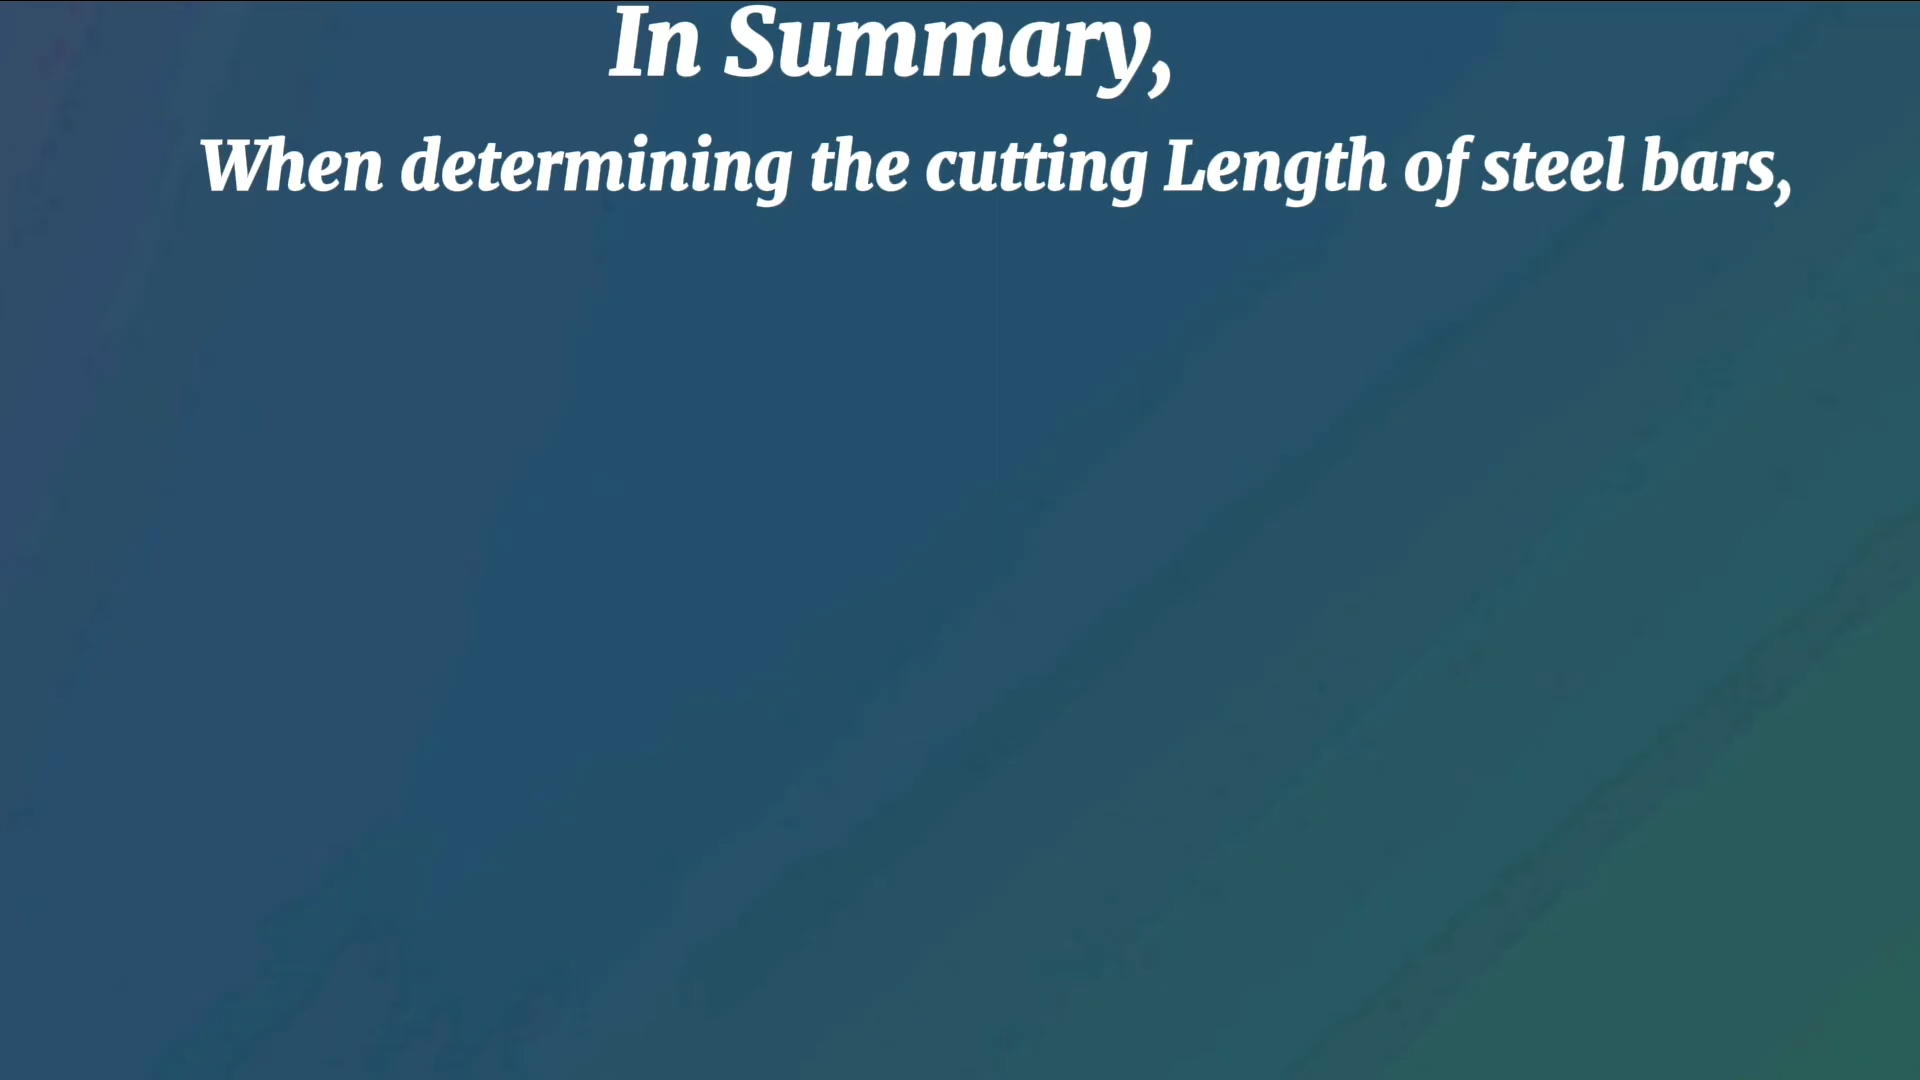 In Summary,
When determining the cutting Length of steel bars,